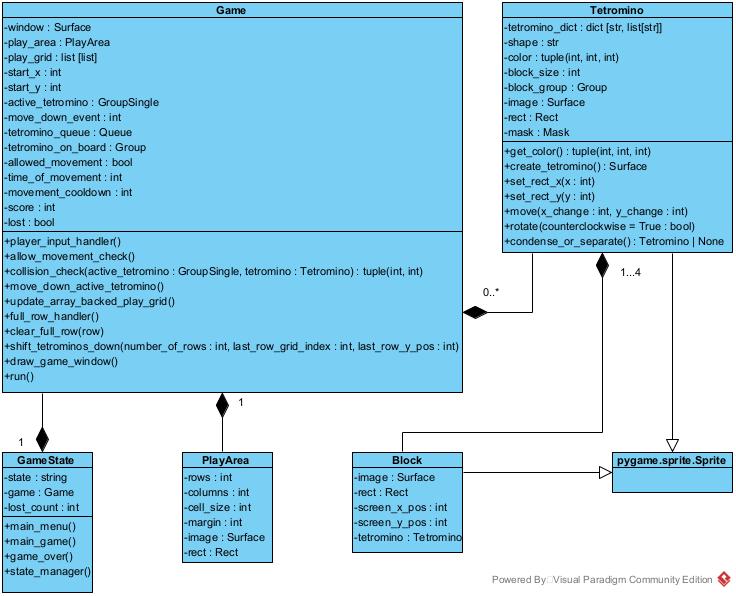 Game
-window : Surface
-play_area : PlayArea
-play_grid : list [list]
-start_x : int
-start_y : int
-active_tetromino : GroupSingle
-move_down_event : int
-tetromino_queue : Queue
-tetromino_on_board : Group
-allowed_movement : bool
-time_of_movement : int
-movement_cooldown : int
-score : int
-lost : bool
+player_input_handler()
+allow_movement_check()
+collision_check(active_tetromino : GroupSingle, tetromino : Tetromino) : tuple(int, int)
+move_down_active_tetromino()
+update_array_backed_play_grid()
+full_row_handler()
+clear_full_row(row)
+shift_tetrominos_down(number_of_rows : int, last_row_grid_index : int, last_row_y_pos : int)
+draw_game_window()
+run()
Tetromino
-tetromino_dict : dict [str, list[str]]
-shape : str
-color : tuple(int, int, int)
-block_size : int
-block_group : Group
-image : Surface
-rect : Rect
-mask : Mask
+get_color() : tuple(int, int, int)
+create_tetromino() : Surface
+set_rect_x(x : int)
+set_rect_y(y : int)
+move(x_change : int, y_change : int)
+rotate(counterclockwise = True : bool)
+condense_or_separate() : Tetromino | None
0..*
1...4
1
1
GameState
-state : string
-game : Game
-lost_count : int
+main_menu()
+main_game()
+game_over()
+state_manager()
PlayArea
-rows : int
-columns : int
-cell_size : int
-margin : int
-image : Surface
-rect : Rect
Block
-image : Surface
-rect : Rect
-screen_x_pos : int
-screen_y_pos : int
-tetromino : Tetromino
pygame.sprite.Sprite
Powered By Visual Paradigm Community Edition